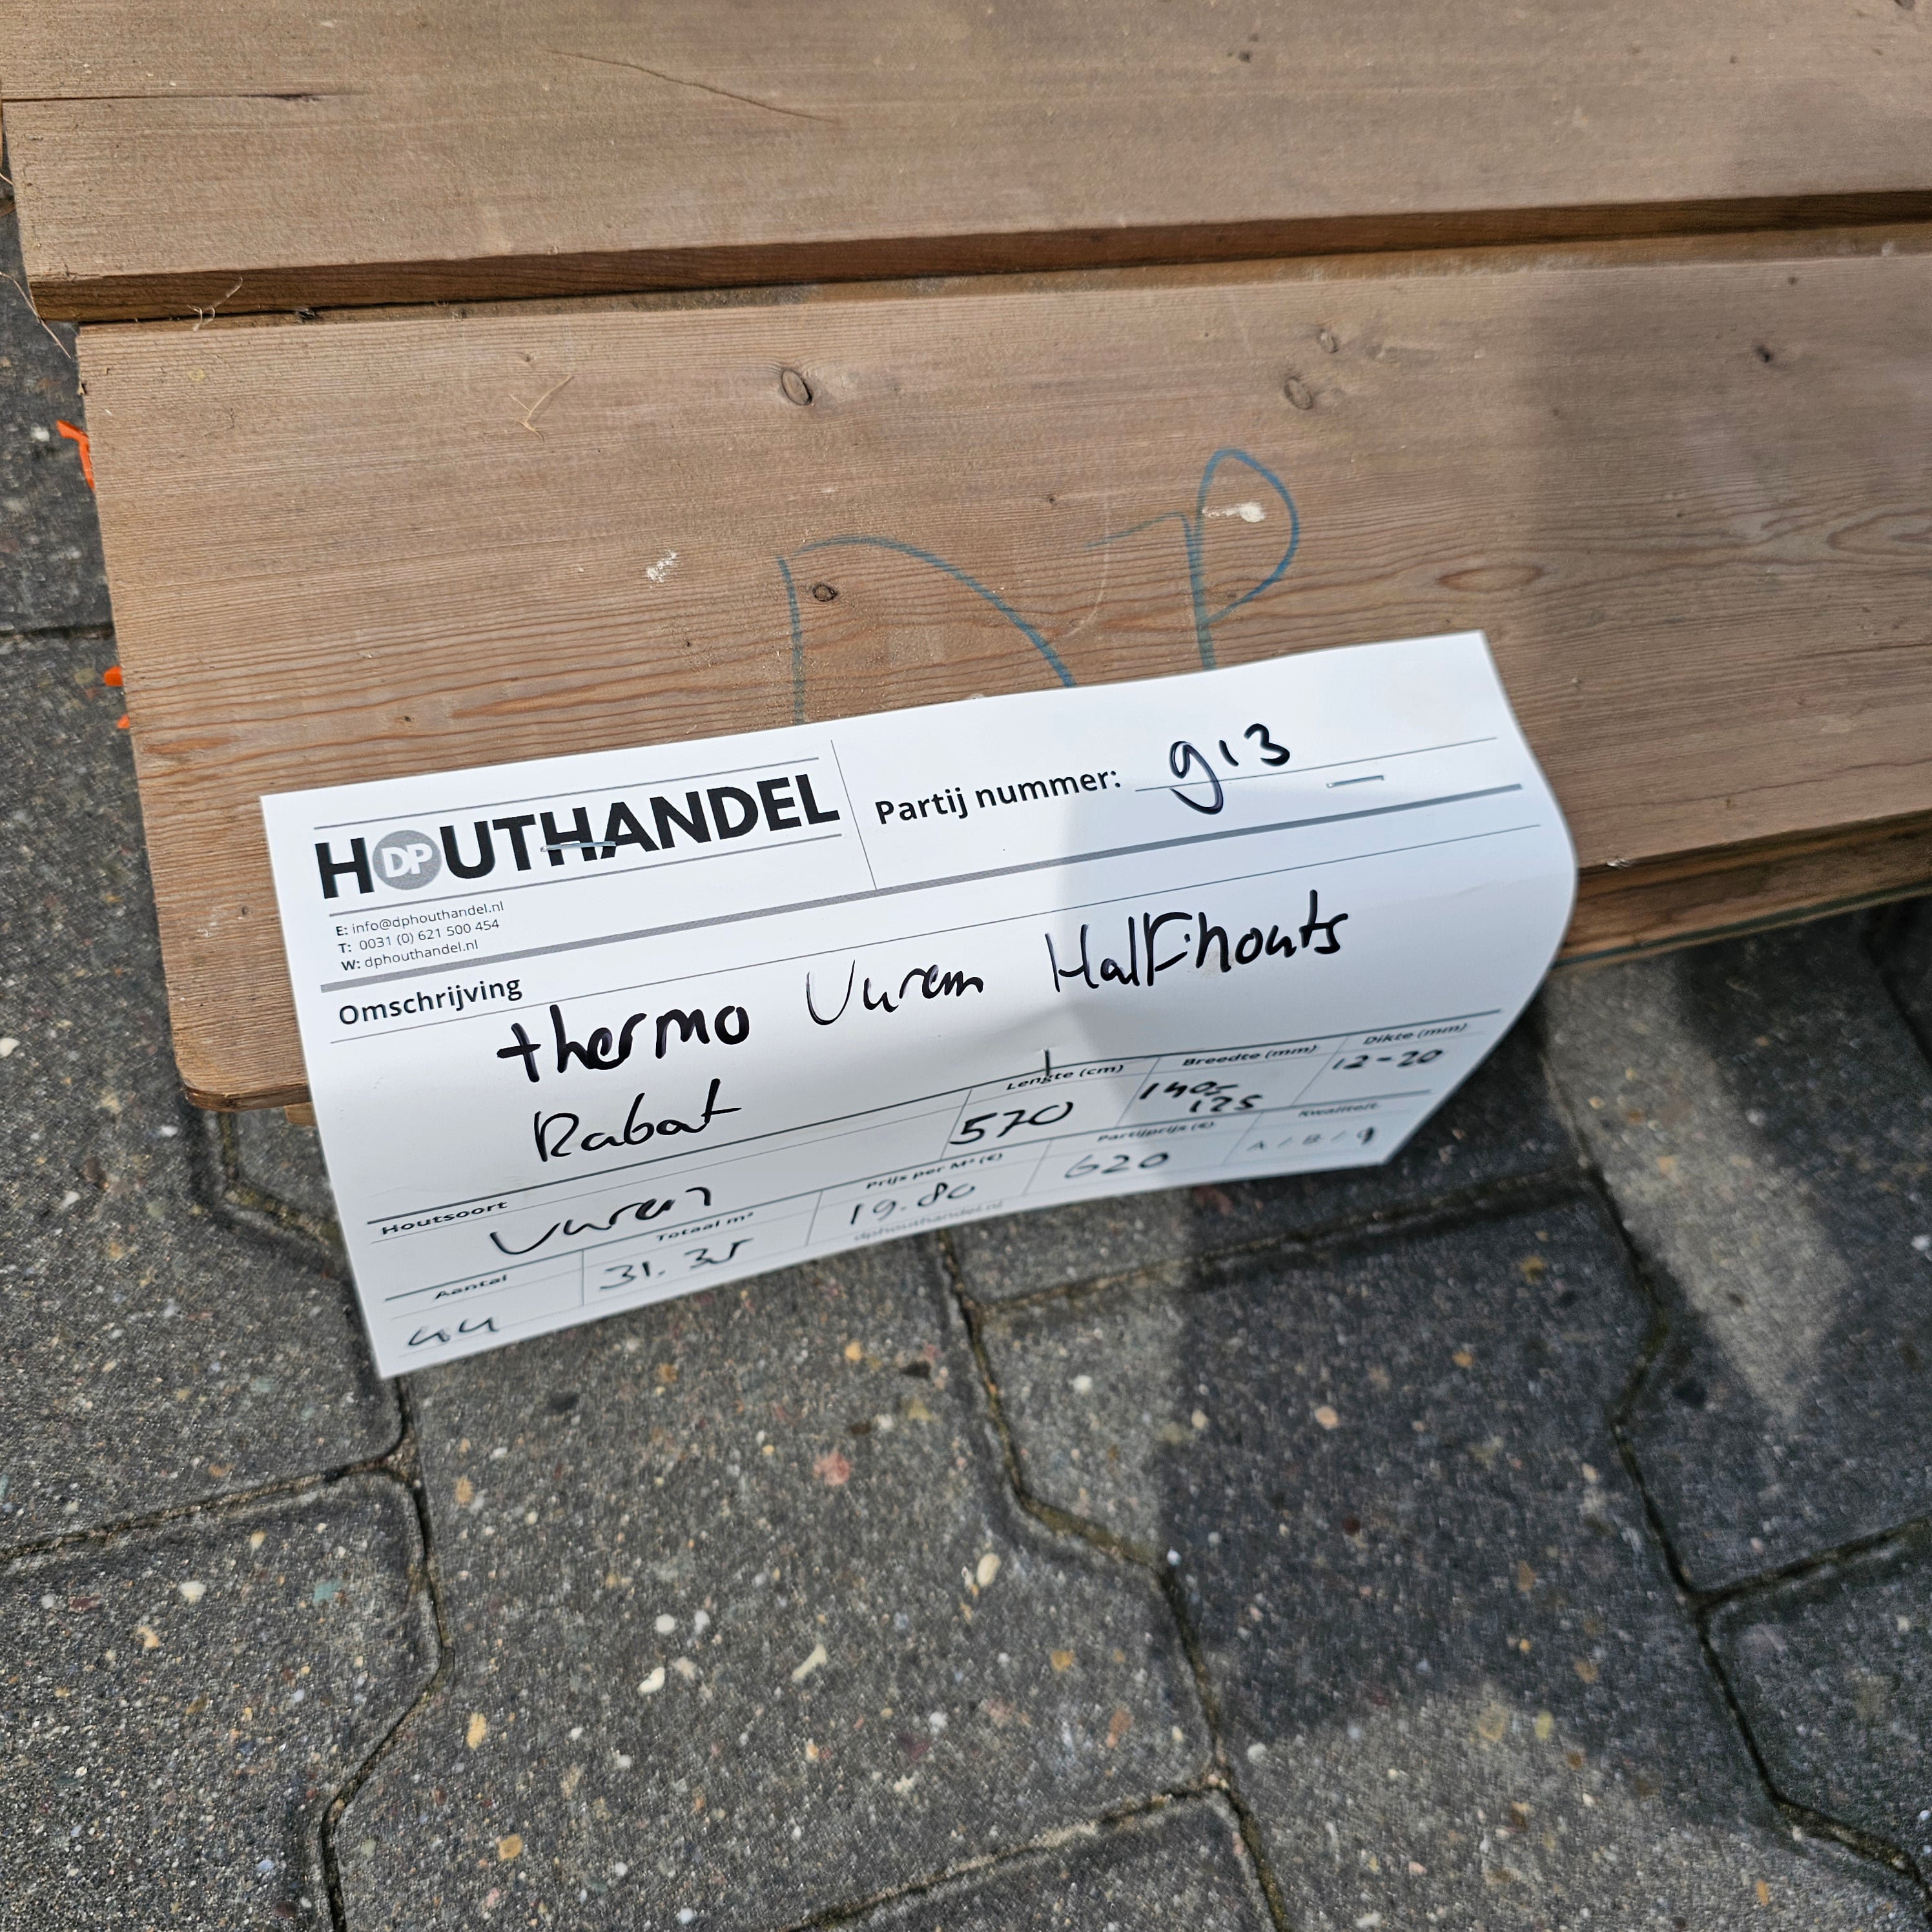 DP
HOUTHANDEL
Partij nummer: 913
E: info@dphouthandel.nl
T: 0031 (0) 621 500 454
W: dphouthandel.nl
Omschrijving
thermo Vuren Halfhouts
Rabat
Houtsoort Lengte (cm) Breedte (mm) Dikte (mm)
Vuren 570 140- 125 12-20
Aantal Totaal m² Prijs per M² (€) Partijprijs (€) Kwaliteit
44 31.35 19.80 620 A / B /
dphouthandel.nl